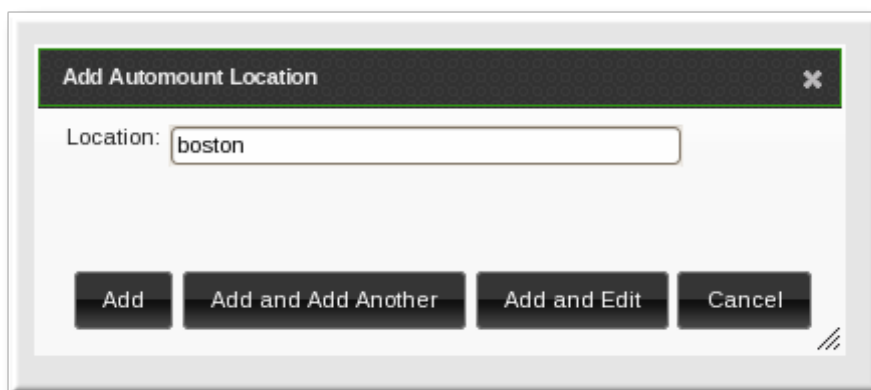 Add Automount Location
Location: boston
Add Add and Add Another Add and Edit Cancel